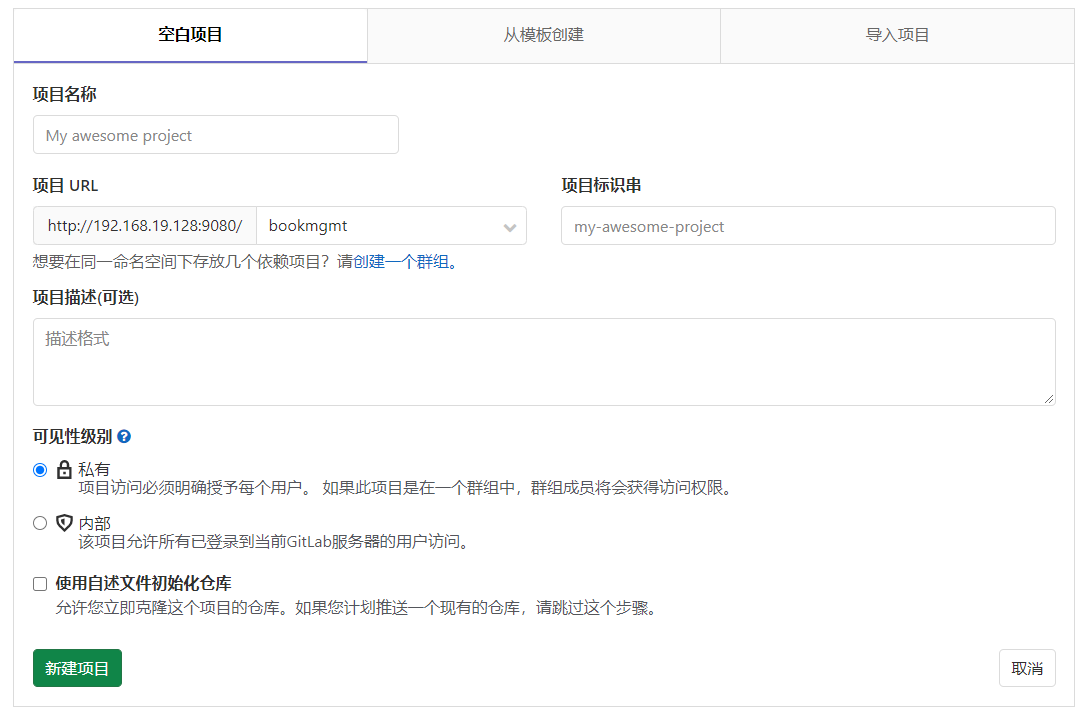 空白项目
从模板创建
导入项目
项目名称
My awesome project
项目 URL
项目标识串
http://192.168.19.128:9080/
bookmgmt
my-awesome-project
想要在同一命名空间下存放几个依赖项目？请创建一个群组。
项目描述(可选)
描述格式
可见性级别
私有
项目访问必须明确授予每个用户。 如果此项目是在一个群组中，群组成员将会获得访问权限。
内部
该项目允许所有已登录到当前GitLab服务器的用户访问。
使用自述文件初始化仓库
允许您立即克隆这个项目的仓库。如果您计划推送一个现有的仓库，请跳过这个步骤。
新建项目
取消